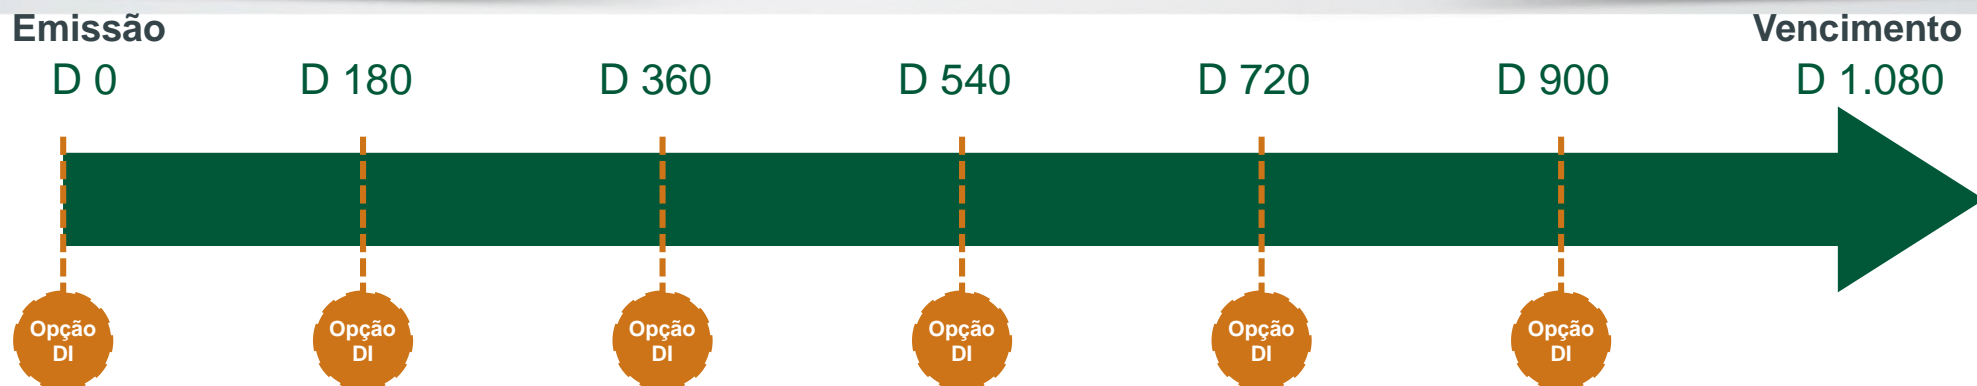 Emissão
Vencimento
D 0
D 180
D 360
D 540
D 720
D 900
D 1.080
Opção
DI
Opção
DI
Opção
DI
Opção
DI
Opção
DI
Opção
DI